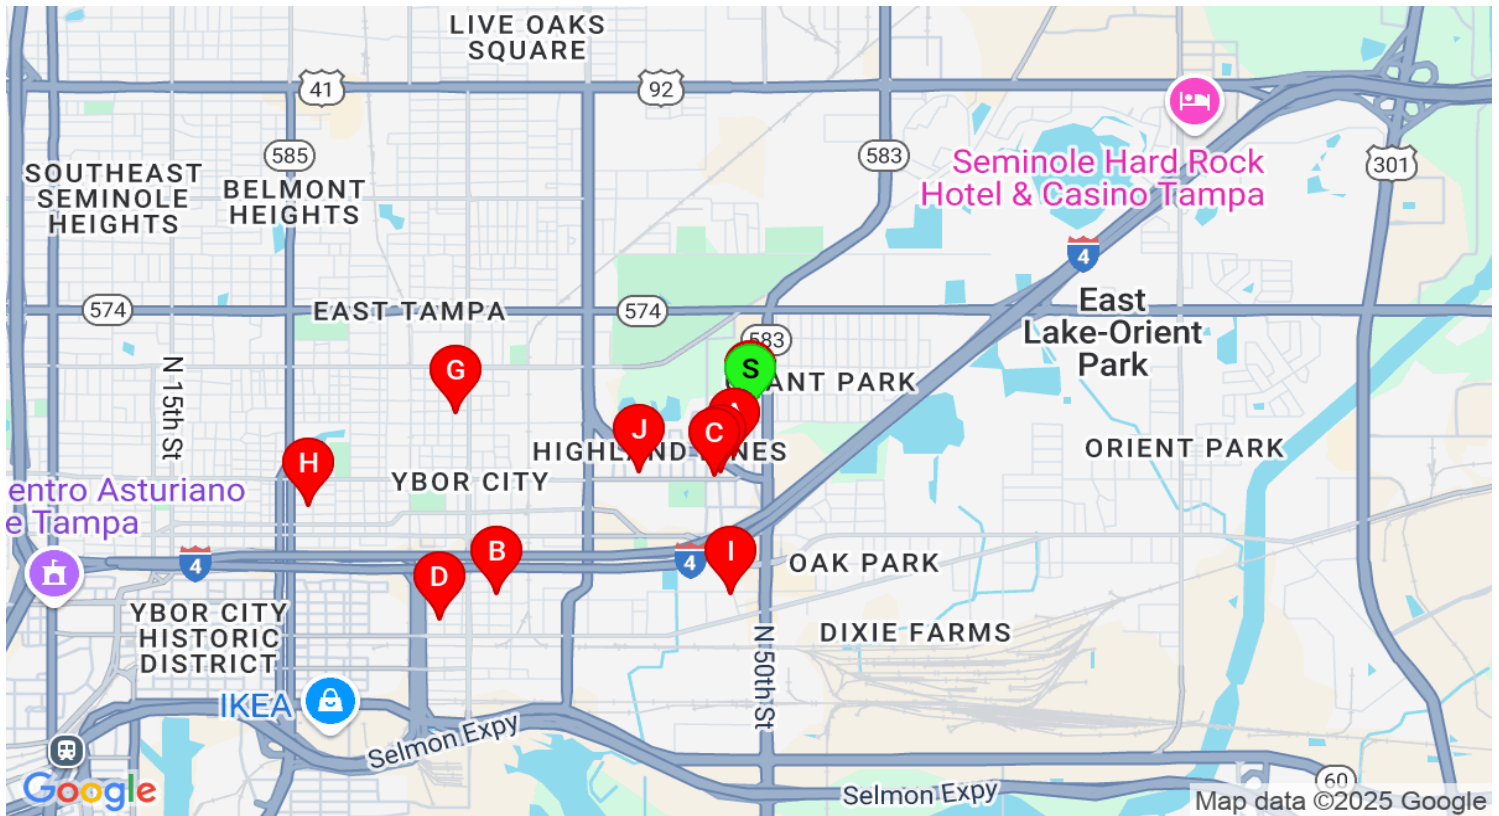 LIVE OAKS
SQUARE
41
92
585
583
301
SOUTHEAST
SEMINOLE
HEIGHTS
BELMONT
HEIGHTS
Seminole Hard Rock
Hotel & Casino Tampa
4
574
EAST TAMPA
574
583
East
Lake-Orient
Park
N 15th St
G
S
ANT PARK
J
C
HIGHL
NES
ORIENT PARK
H
YBOR CITY
entro Asturiano
e Tampa
4
D
B
4
I
OAK PARK
YBOR CITY
HISTORIC
DISTRICT
DIXIE FARMS
N 50th St
IKEA
Selmon Expy
Selmon Expy
60
Google
Map data ©2025 Google